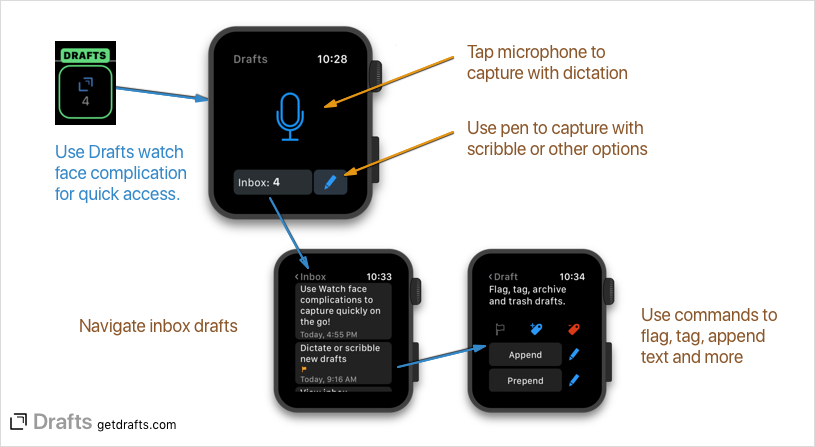 DRAFTS
4
Use Drafts watch
face complication
for quick access.
Drafts 10:28
Inbox: 4
Tap microphone to
capture with dictation
Use pen to capture with
scribble or other options
Navigate inbox drafts
<Inbox 10:33
Use Watch face
complications to
capture quickly on
the go!
Today, 4:55 PM
Dictate or scribble
new drafts
Today, 9:16 AM
View inbox
<Draft 10:34
Flag, tag, archive
and trash drafts.
Append
Prepend
Use commands to
flag, tag, append
text and more
Drafts getdrafts.com